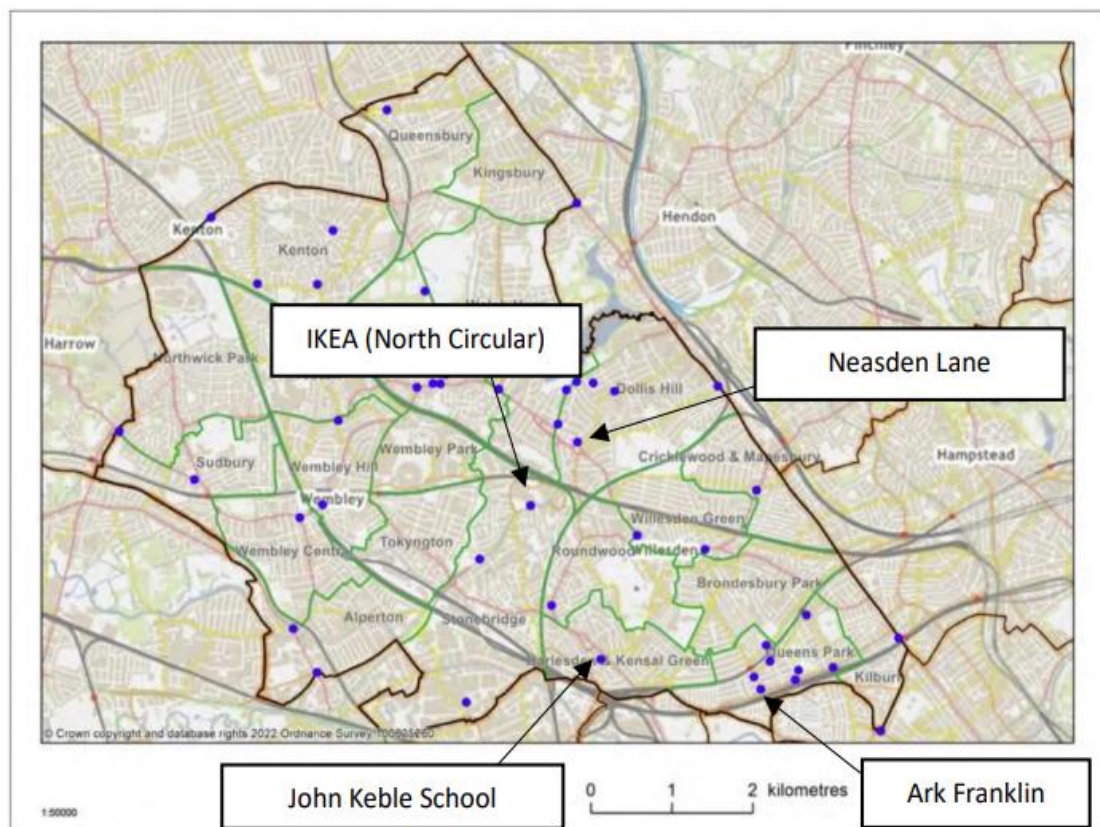 Finchley
Queensbury
Kingsbury
Hendon
Kenton
Kenton
IKEA (North Circular)
Harrow
Northwick Park
Neasden Lane
Dollis Hill
Wembley Park
Cricklewood & Mapesbury
Hampstead
Sudbury
Wembley Hill
Wembley
Willesden Green
Wembley Central
Tokyngton
Roundwood
Willesden
Brondesbury Park
Alperton
Stonebridge
Harlesden & Kensal Green
Queens Park
Kilburn
© Crown copyright and database rights 2022 Ordnance Survey
John Keble School
0 1 2 kilometres
Ark Franklin
1:50000